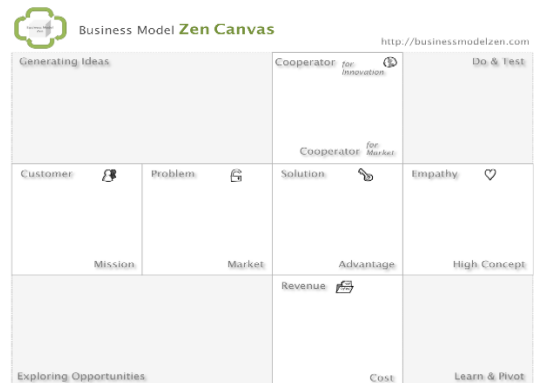 Business Model Zen Canvas
http://businessmodelzen.com
Generating Ideas
Cooperator for Innovation
Do & Test
Cooperator for Market
Customer
Problem
Solution
Empathy
Mission
Market
Advantage
High Concept
Revenue
Exploring Opportunities
Cost
Learn & Pivot